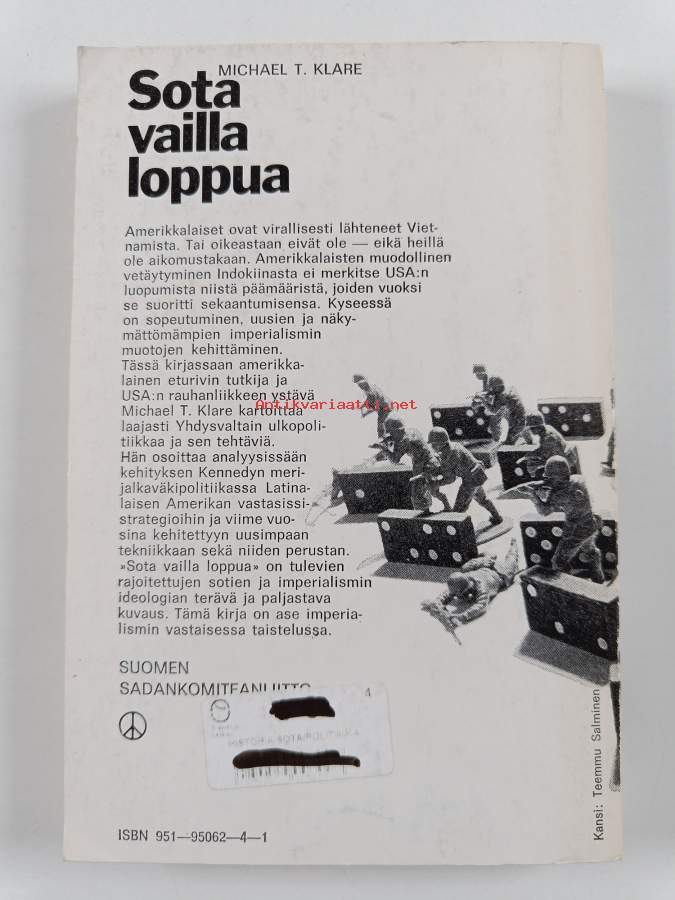 MICHAEL T. KLARE
Sota
vailla
loppua
Amerikkalaiset ovat virallisesti lähteneet Viet-
namista. Tai oikeastaan eivät ole — eikä heillä
ole aikomustakaan. Amerikkalaisten muodollinen
vetäytyminen Indokiinasta ei merkitse USA:n
luopumista niistä päämääristä, joiden vuoksi
se suoritti sekaantumisensa. Kyseessä
on sopeutuminen, uusien ja näky-
mättömämpien imperialismin
muotojen kehittäminen.
Tässä kirjassaan amerikka-
lainen eturivin tutkija ja
USA:n rauhanliikkeen ystävä
Michael T. Klare kartoittaa
laajasti Yhdysvaltain ulkopoli-
tiikkaa ja sen tehtäviä.
Hän osoittaa analyysissään
kehityksen Kennedyn meri-
jalkaväkipolitiikassa Latina-
laisen Amerikan vastasissi-
strategioihin ja viime vuo-
sina kehitettyyn uusimpaan
tekniikkaan sekä niiden perustan.
»Sota vailla loppua» on tulevien
rajoitettujen sotien ja imperialismin
ideologian terävä ja paljastava
kuvaus. Tämä kirja on ase imperia-
lismin vastaisessa taistelussa.
Antikvariaatti.net
SUOMEN
SADANKOMITEANLIITTO
4
HISTORIA SOTA/POLITIIKKA
ISBN 951—95062—4—1
Kansi: Teemmu Salminen